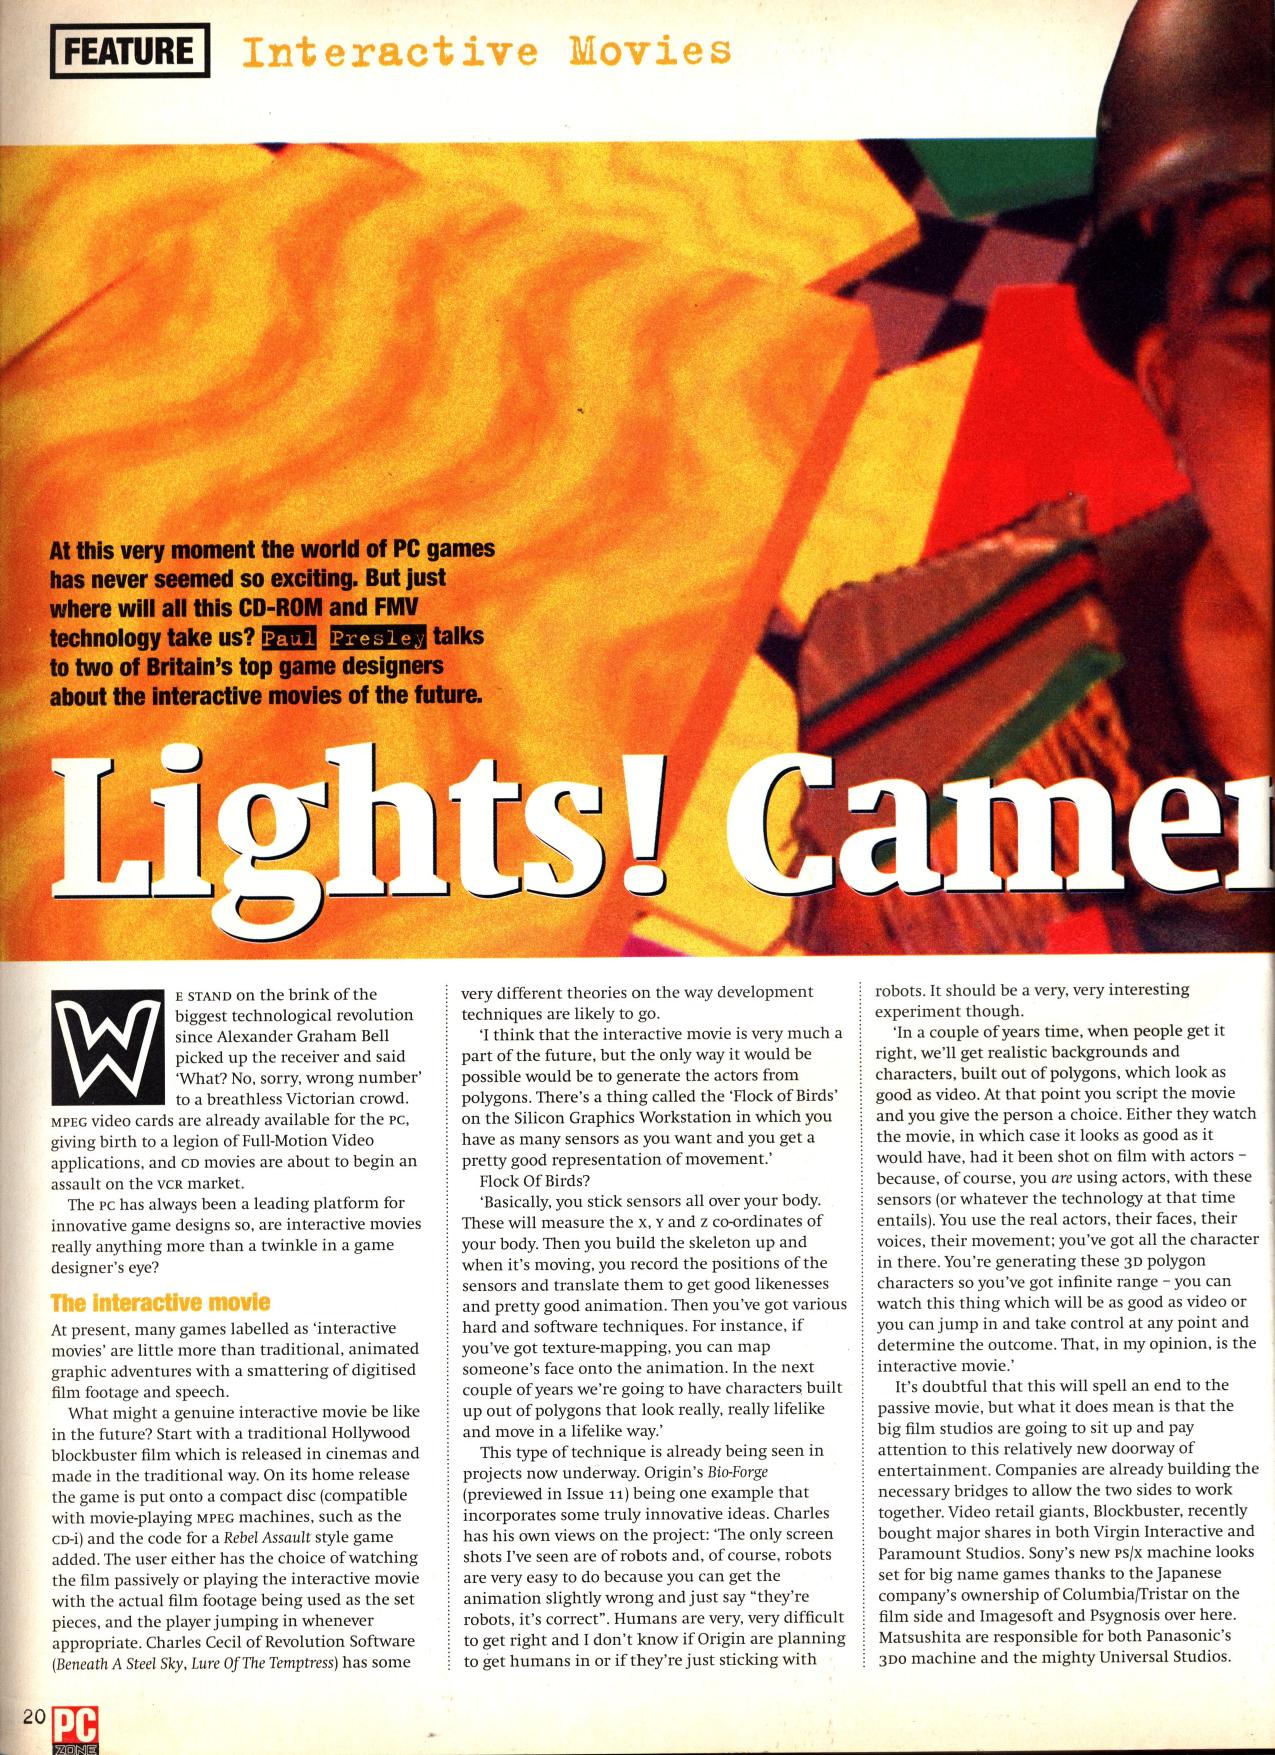 FEATURE Interactive Movies
At this very moment the world of PC games
has never seemed so exciting. But just
where will all this CD-ROM and FMV
technology take us? Paul Presley talks
to two of Britain's top game designers
about the interactive movies of the future.
Lights! Camer
WE STAND on the brink of the
biggest technological revolution
since Alexander Graham Bell
picked up the receiver and said
'What? No, sorry, wrong number'
to a breathless Victorian crowd.
MPEG video cards are already available for the PC,
giving birth to a legion of Full-Motion Video
applications, and CD movies are about to begin an
assault on the VCR market.
The PC has always been a leading platform for
innovative game designs so, are interactive movies
really anything more than a twinkle in a game
designer's eye?
The interactive movie
At present, many games labelled as 'interactive
movies' are little more than traditional, animated
graphic adventures with a smattering of digitised
film footage and speech.
What might a genuine interactive movie be like
in the future? Start with a traditional Hollywood
blockbuster film which is released in cinemas and
made in the traditional way. On its home release
the game is put onto a compact disc (compatible
with movie-playing MPEG machines, such as the
CD-i) and the code for a Rebel Assault style game
added. The user either has the choice of watching
the film passively or playing the interactive movie
with the actual film footage being used as the set
pieces, and the player jumping in whenever
appropriate. Charles Cecil of Revolution Software
(Beneath A Steel Sky, Lure Of The Temptress) has some
very different theories on the way development
techniques are likely to go.
'I think that the interactive movie is very much a
part of the future, but the only way it would be
possible would be to generate the actors from
polygons. There's a thing called the 'Flock of Birds'
on the Silicon Graphics Workstation in which you
have as many sensors as you want and you get a
pretty good representation of movement.'
Flock Of Birds?
'Basically, you stick sensors all over your body.
These will measure the X, Y and Z co-ordinates of
your body. Then you build the skeleton up and
when it's moving, you record the positions of the
sensors and translate them to get good likenesses
and pretty good animation. Then you've got various
hard and software techniques. For instance, if
you've got texture-mapping, you can map
someone's face onto the animation. In the next
couple of years we're going to have characters built
up out of polygons that look really, really lifelike
and move in a lifelike way.'
This type of technique is already being seen in
projects now underway. Origin's Bio-Forge
(previewed in Issue 11) being one example that
incorporates some truly innovative ideas. Charles
has his own views on the project: 'The only screen
shots I've seen are of robots and, of course, robots
are very easy to do because you can get the
animation slightly wrong and just say "they're
robots, it's correct". Humans are very, very difficult
to get right and I don't know if Origin are planning
to get humans in or if they're just sticking with
robots. It should be a very, very interesting
experiment though.
'In a couple of years time, when people get it
right, we'll get realistic backgrounds and
characters, built out of polygons, which look as
good as video. At that point you script the movie
and you give the person a choice. Either they watch
the movie, in which case it looks as good as it
would have, had it been shot on film with actors –
because, of course, you are using actors, with these
sensors (or whatever the technology at that time
entails). You use the real actors, their faces, their
voices, their movement; you've got all the character
in there. You're generating these 3D polygon
characters so you've got infinite range – you can
watch this thing which will be as good as video or
you can jump in and take control at any point and
determine the outcome. That, in my opinion, is the
interactive movie.'
It's doubtful that this will spell an end to the
passive movie, but what it does mean is that the
big film studios are going to sit up and pay
attention to this relatively new doorway of
entertainment. Companies are already building the
necessary bridges to allow the two sides to work
together. Video retail giants, Blockbuster, recently
bought major shares in both Virgin Interactive and
Paramount Studios. Sony's new PS/X machine looks
set for big name games thanks to the Japanese
company's ownership of Columbia/Tristar on the
film side and Imagesoft and Psygnosis over here.
Matsushita are responsible for both Panasonic's
3DO machine and the mighty Universal Studios.
20 PC
ZONE